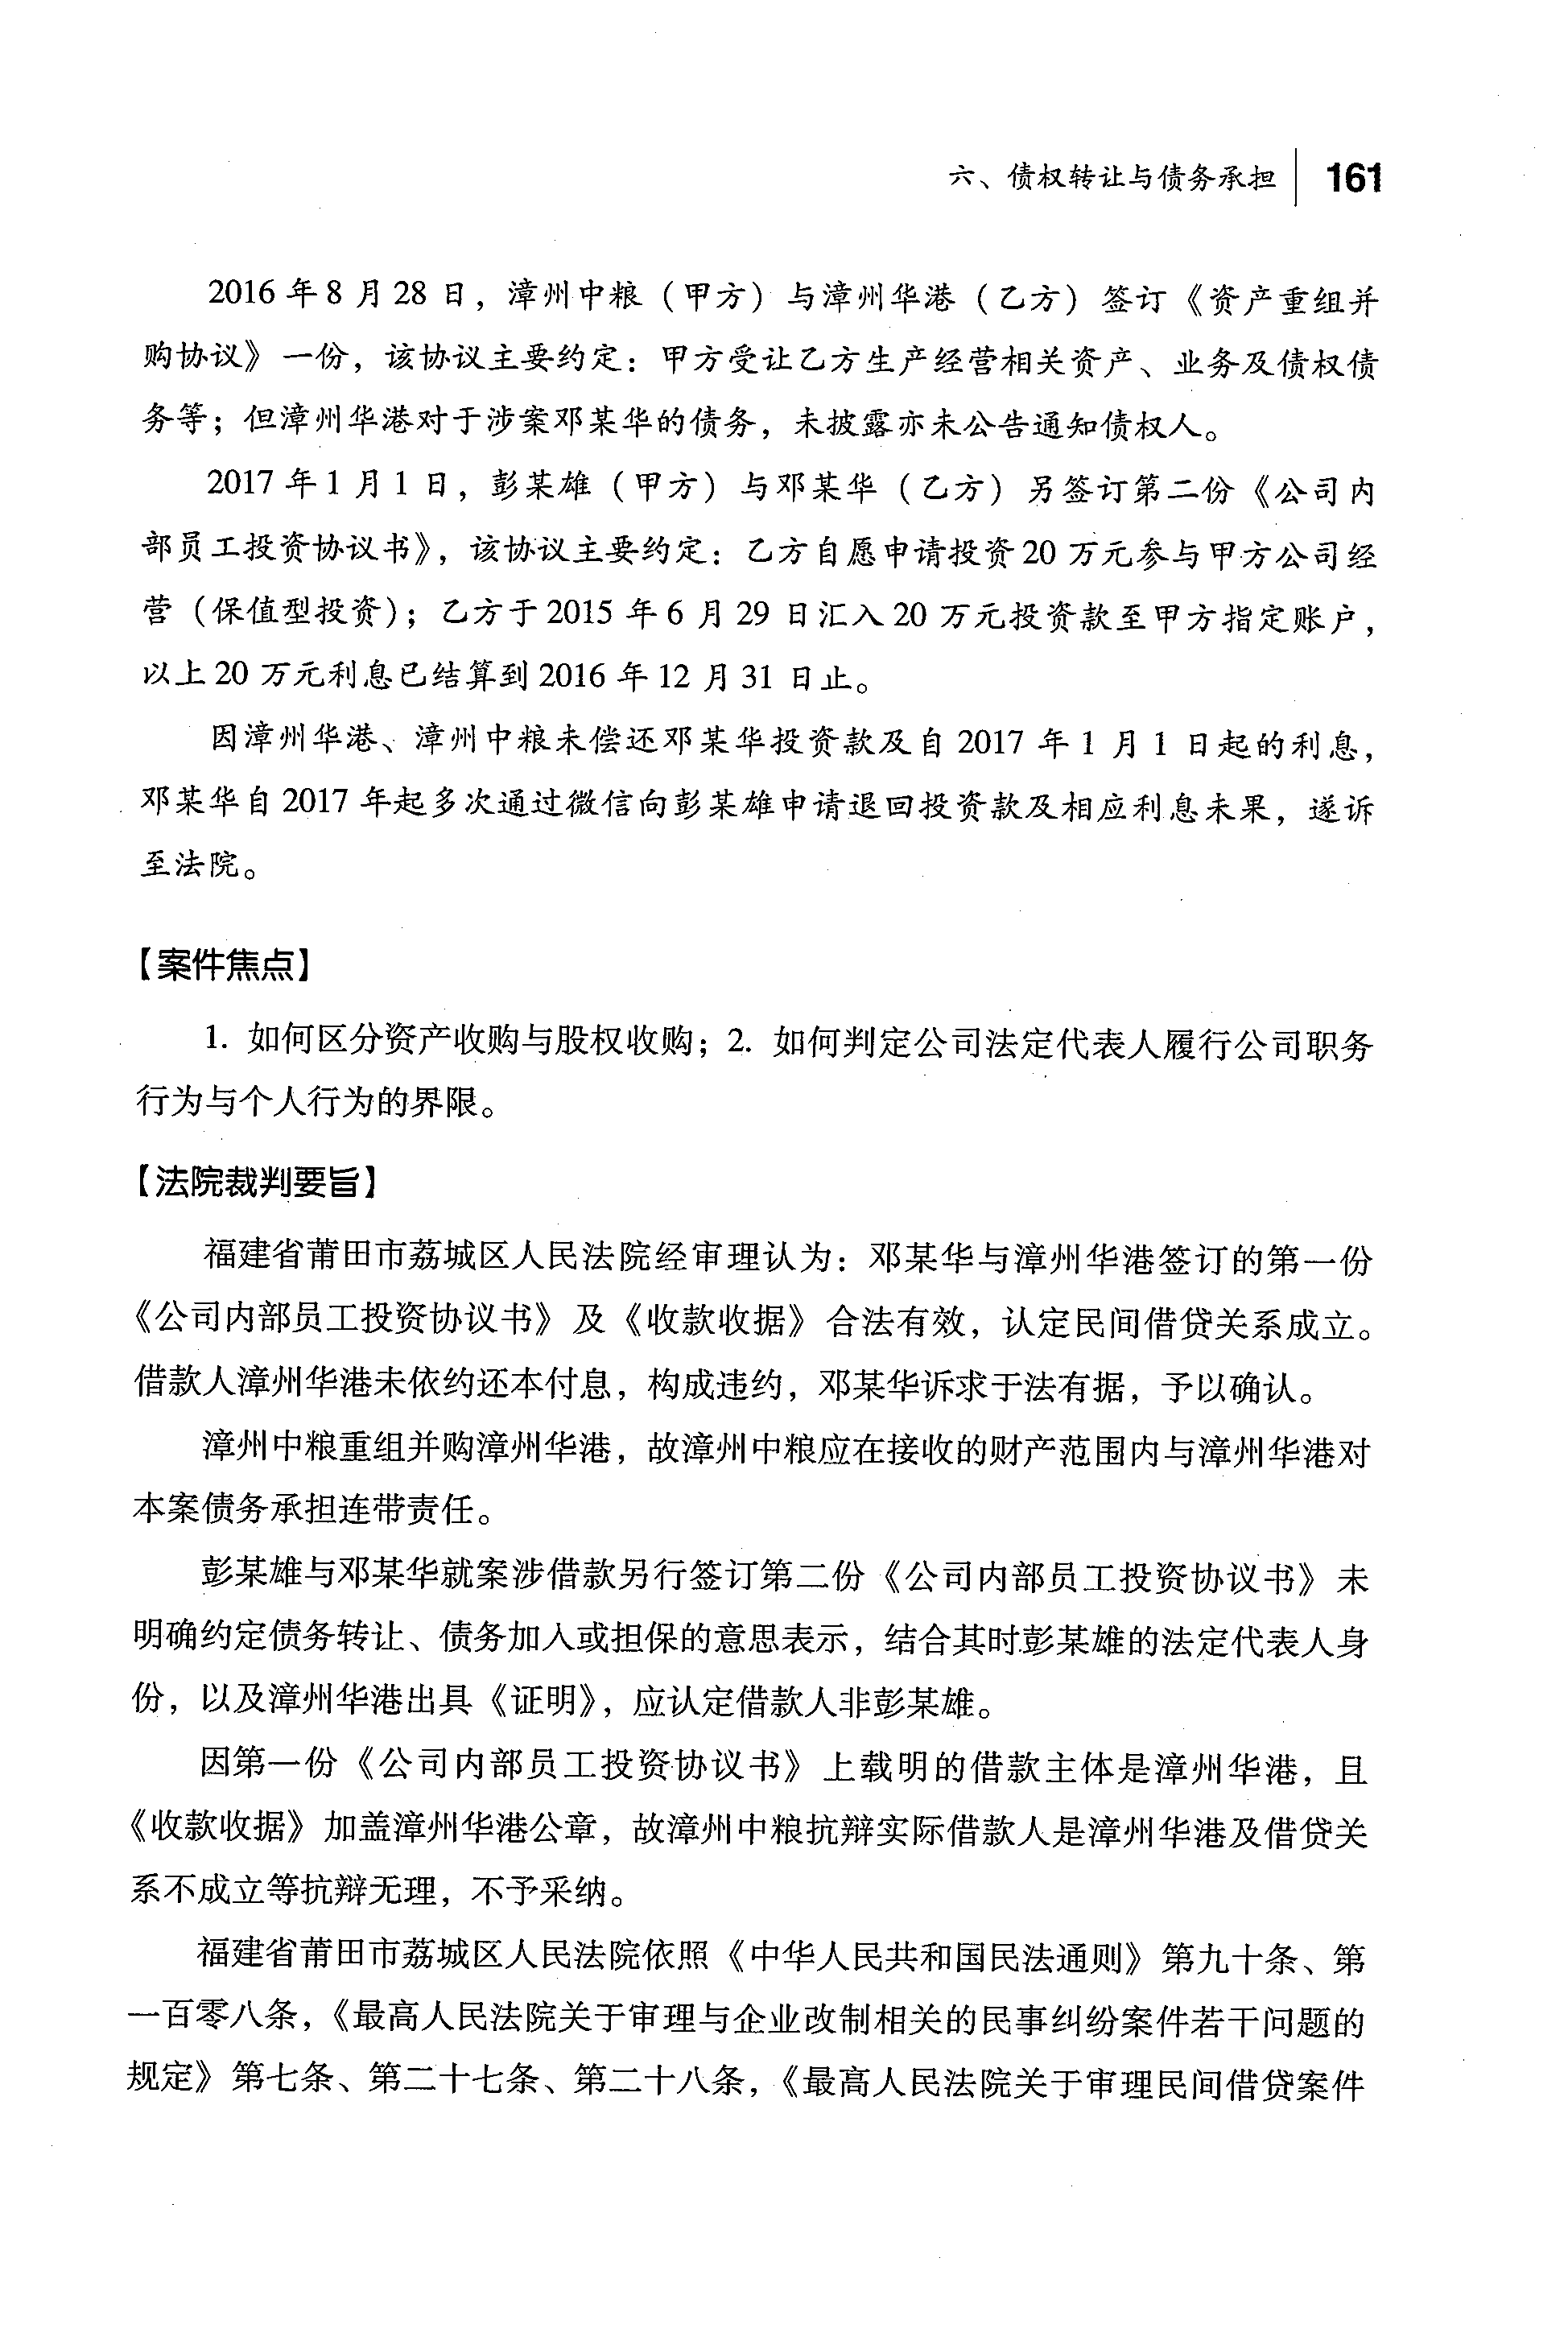 六、债权转让与债务承担 161
2016年8月28日，漳州中粮（甲方）与漳州华港（乙方）签订《资产重组并
购协议》一份，该协议主要约定：甲方受让乙方生产经营相关资产、业务及债权债
务等；但漳州华港对于涉案邓某华的债务，未披露亦未公告通知债权人。
2017年1月1日，彭某雄（甲方）与邓某华（乙方）另签订第二份《公司内
部员工投资协议书》，该协议主要约定：乙方自愿申请投资20万元参与甲方公司经
营（保值型投资）；乙方于2015年6月29日汇入20万元投资款至甲方指定账户，
以上20万元利息已结算到2016年12月31日止。
因漳州华港、漳州中粮未偿还邓某华投资款及自2017年1月1日起的利息，
邓某华自2017年起多次通过微信向彭某雄申请退回投资款及相应利息未果，遂诉
至法院。
【案件焦点】
1. 如何区分资产收购与股权收购；2. 如何判定公司法定代表人履行公司职务
行为与个人行为的界限。
【法院裁判要旨】
福建省莆田市荔城区人民法院经审理认为：邓某华与漳州华港签订的第一份
《公司内部员工投资协议书》及《收款收据》合法有效，认定民间借贷关系成立。
借款人漳州华港未依约还本付息，构成违约，邓某华诉求于法有据，予以确认。
漳州中粮重组并购漳州华港，故漳州中粮应在接收的财产范围内与漳州华港对
本案债务承担连带责任。
彭某雄与邓某华就案涉借款另行签订第二份《公司内部员工投资协议书》未
明确约定债务转让、债务加入或担保的意思表示，结合其时彭某雄的法定代表人身
份，以及漳州华港出具《证明》，应认定借款人非彭某雄。
因第一份《公司内部员工投资协议书》上载明的借款主体是漳州华港，且
《收款收据》加盖漳州华港公章，故漳州中粮抗辩实际借款人是漳州华港及借贷关
系不成立等抗辩无理，不予采纳。
福建省莆田市荔城区人民法院依照《中华人民共和国民法通则》第九十条、第
一百零八条，《最高人民法院关于审理与企业改制相关的民事纠纷案件若干问题的
规定》第七条、第二十七条、第二十八条，《最高人民法院关于审理民间借贷案件